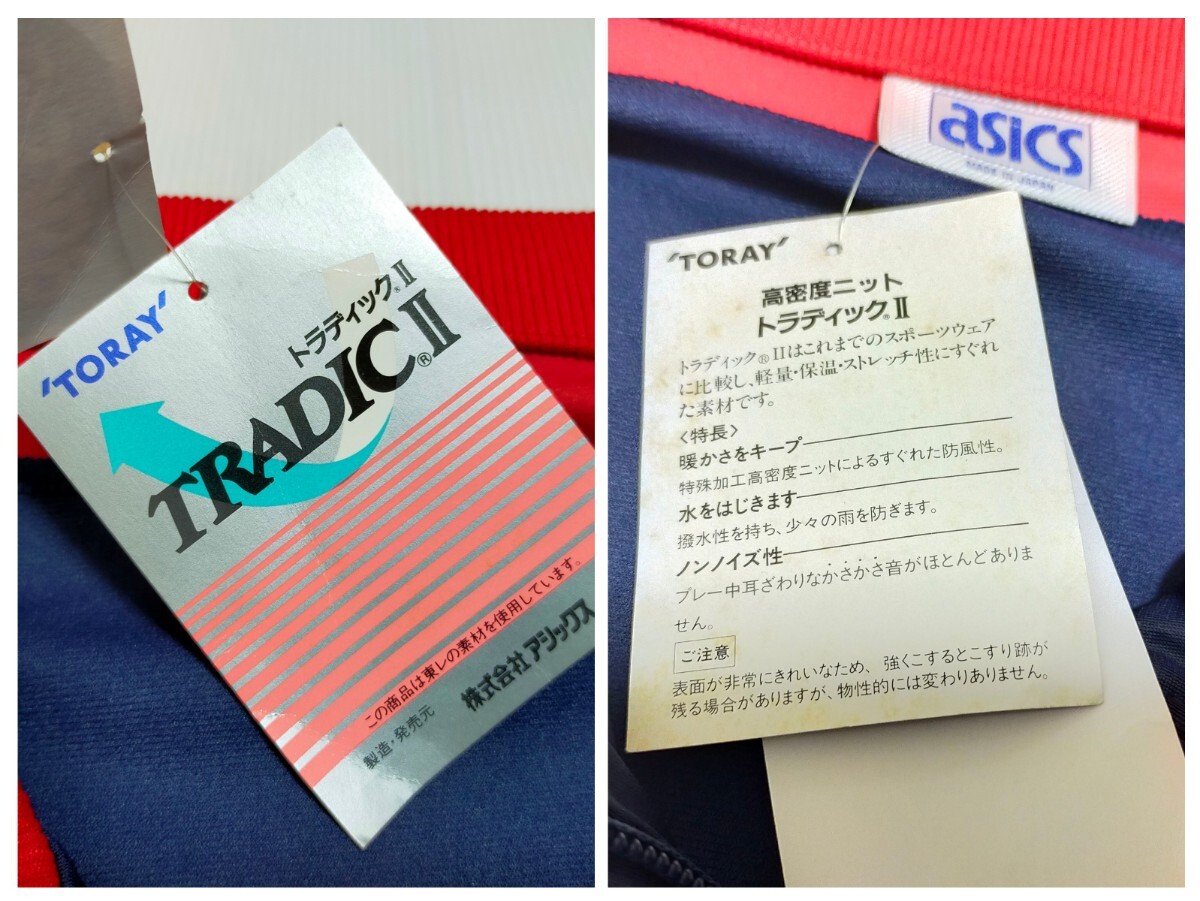 'TORAY'
トラディック®II
TRADIC®II
この商品は東レの素材を使用しています。
製造・発売元
株式会社 アシックス
asics
MADE IN JAPAN
'TORAY'
高密度ニット
トラディック®II
トラディック®IIはこれまでのスポーツウェア
に比較し、軽量・保温・ストレッチ性にすぐれ
た素材です。
〈特長〉
暖かさをキープ
特殊加工高密度ニットによるすぐれた防風性。
水をはじきます
撥水性を持ち、少々の雨を防ぎます。
ノンノイズ性
プレー中耳ざわりなかさかさ音がほとんどありま
せん。
ご注意
表面が非常にきれいなため、強くこするとこすり跡が
残る場合がありますが、物性的には変わりありません。